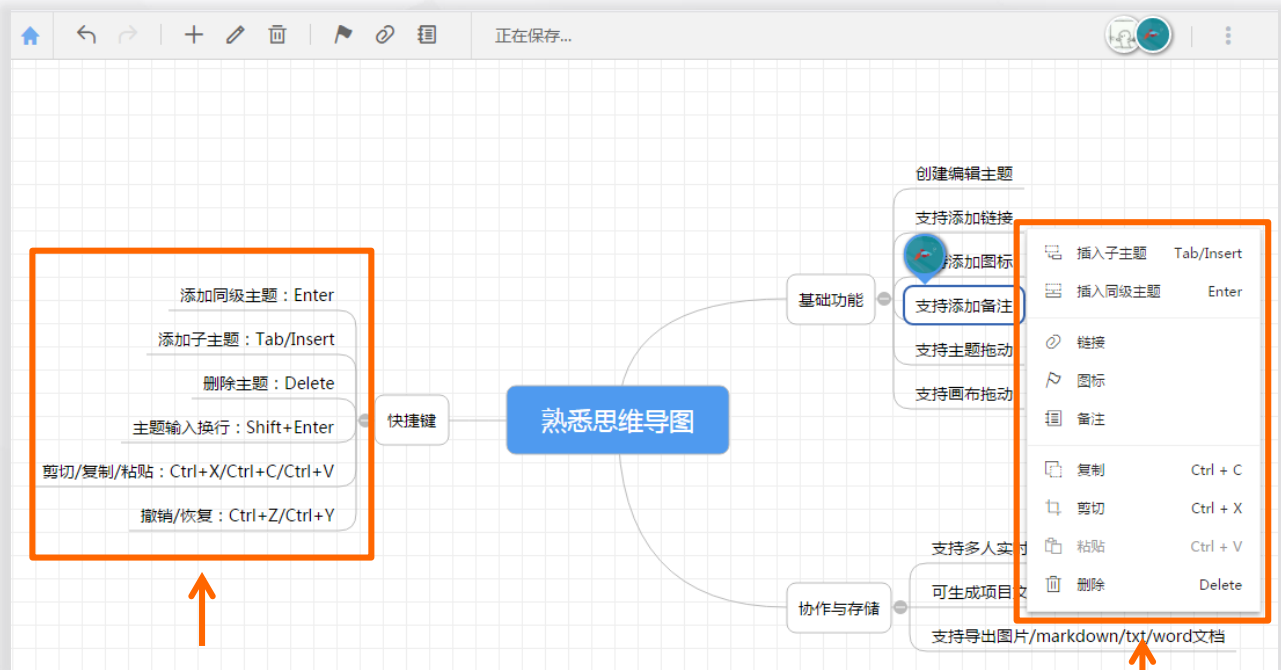 正在保存...
添加同级主题：Enter
添加子主题：Tab/Insert
删除主题：Delete
主题输入换行：Shift+Enter
剪切/复制/粘贴：Ctrl+X/Ctrl+C/Ctrl+V
撤销/恢复：Ctrl+Z/Ctrl+Y
快捷键
熟悉思维导图
基础功能
创建编辑主题
支持添加链接
添加图标
支持添加备注
支持主题拖动
支持画布拖动
协作与存储
支持多人实时
可生成项目文
支持导出图片/markdown/txt/word文档
插入子主题 Tab/Insert
插入同级主题 Enter
链接
图标
备注
复制 Ctrl + C
剪切 Ctrl + X
粘贴 Ctrl + V
删除 Delete